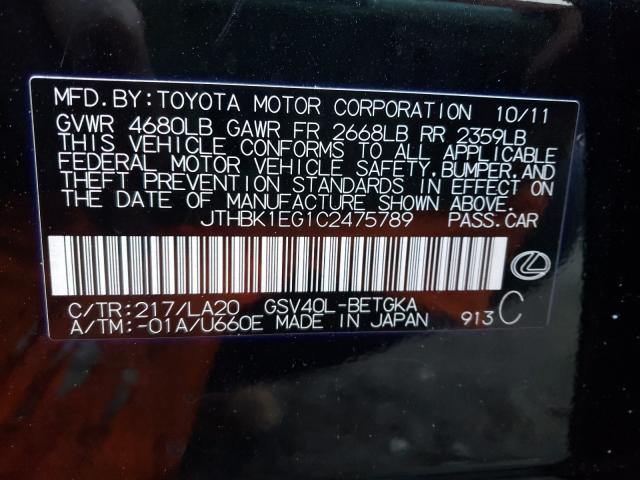 MFD.BY:TOYOTA MOTOR CORPORATION 10/11
GVWR 4680LB GAWR FR 2668LB RR 2359LB
THIS VEHICLE CONFORMS TO ALL APPLICABLE
FEDERAL MOTOR VEHICLE SAFETY,BUMPER,AND
THEFT PREVENTION STANDARDS IN EFFECT ON
THE DATE OF MANUFACTURE SHOWN ABOVE.
JTHBK1EG1C2475789 PASS.CAR
C/TR:217/LA20 GSV40L-BETGKA
A/TM:-01A/U660E MADE IN JAPAN 913 C